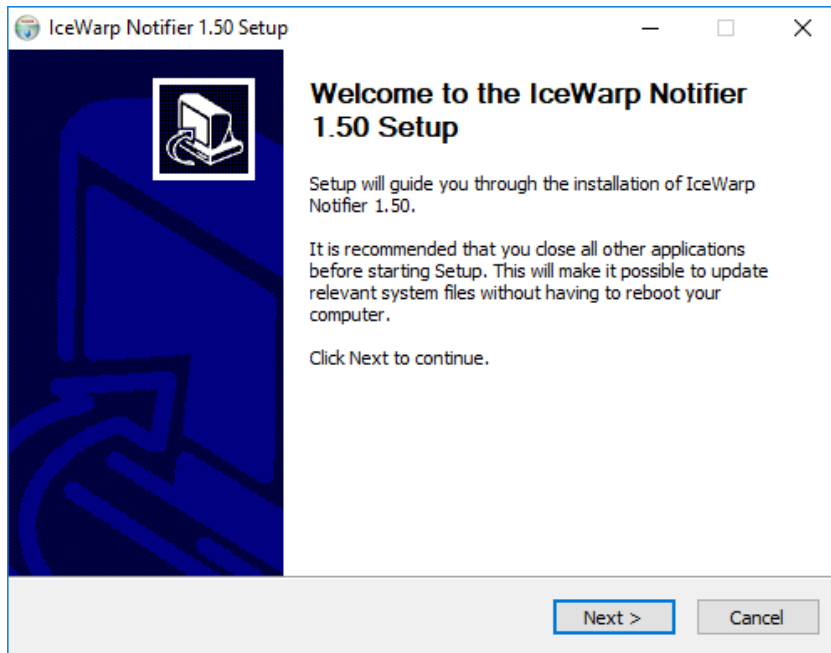 IceWarp Notifier 1.50 Setup
Welcome to the IceWarp Notifier
1.50 Setup
Setup will guide you through the installation of IceWarp
Notifier 1.50.
It is recommended that you close all other applications
before starting Setup. This will make it possible to update
relevant system files without having to reboot your
computer.
Click Next to continue.
Next >
Cancel